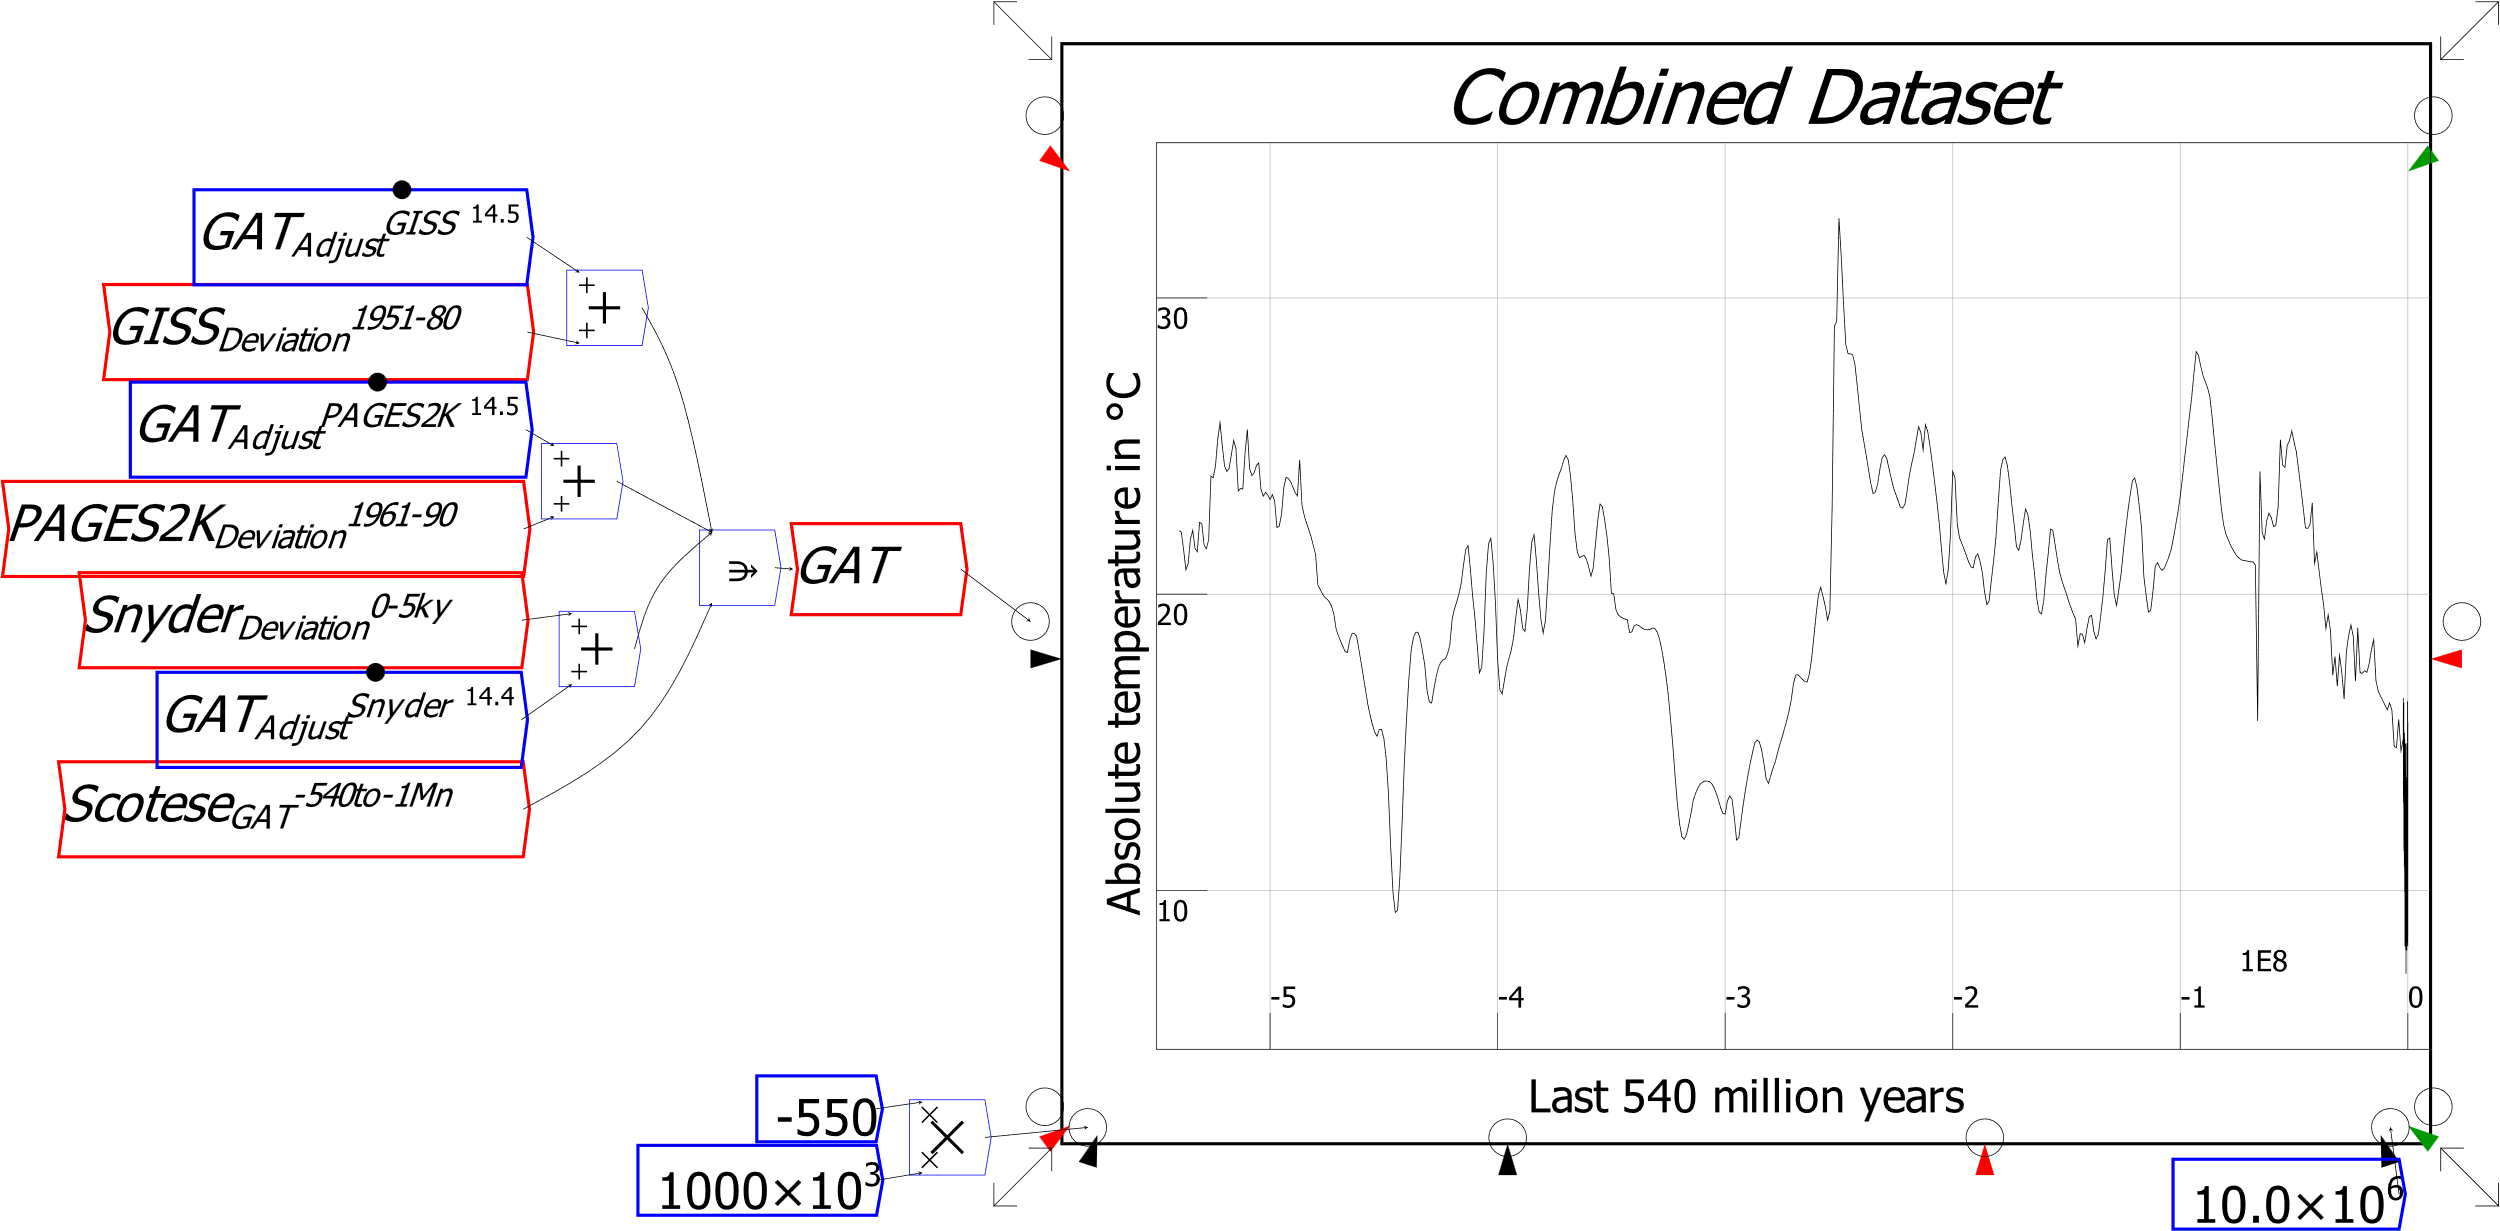 Combined Dataset
GAT Adjust GISS 14.5
GISS Deviation 1951-80
GAT Adjust PAGES2K 14.5
PAGES2K Deviation 1961-90
Snyder Deviation 0-5ky
GAT Adjust Snyder 14.4
Scotese GAT -540to-1Mn
+ + +
+ + +
+ + +
⭆
GAT
Absolute temperature in °C
30
20
10
1E8
-5 -4 -3 -2 -1 -0
Last 540 million years
-550
1000×10³
× × ×
10.0×10⁶